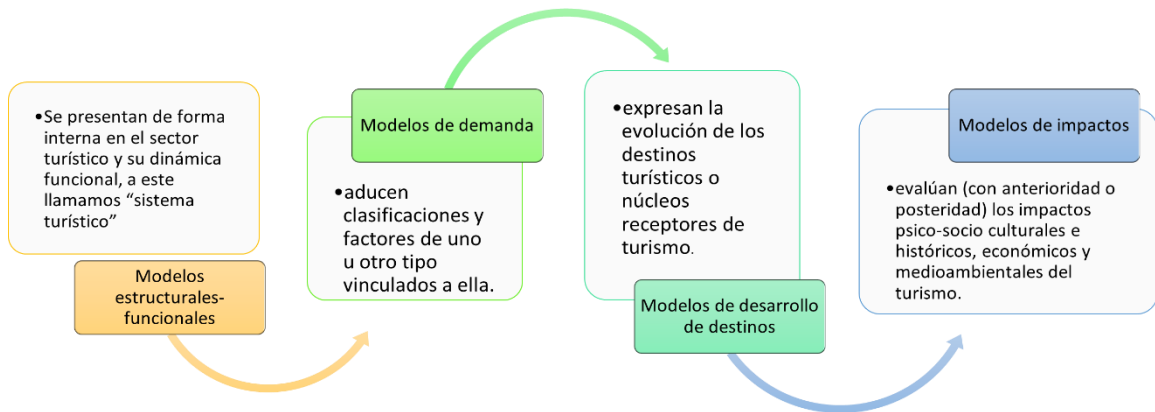 •Se presentan de forma
interna en el sector
turístico y su dinámica
funcional, a este
llamamos “sistema
turístico”
Modelos
estructurales-
funcionales
Modelos de demanda
•aducen
clasificaciones y
factores de uno
u otro tipo
vinculados a ella.
•expresan la
evolución de los
destinos
turísticos o
núcleos
receptores de
turismo.
Modelos de desarrollo
de destinos
Modelos de impactos
•evalúan (con anterioridad o
posteridad) los impactos
psico-socio culturales e
históricos, económicos y
medioambientales del
turismo.